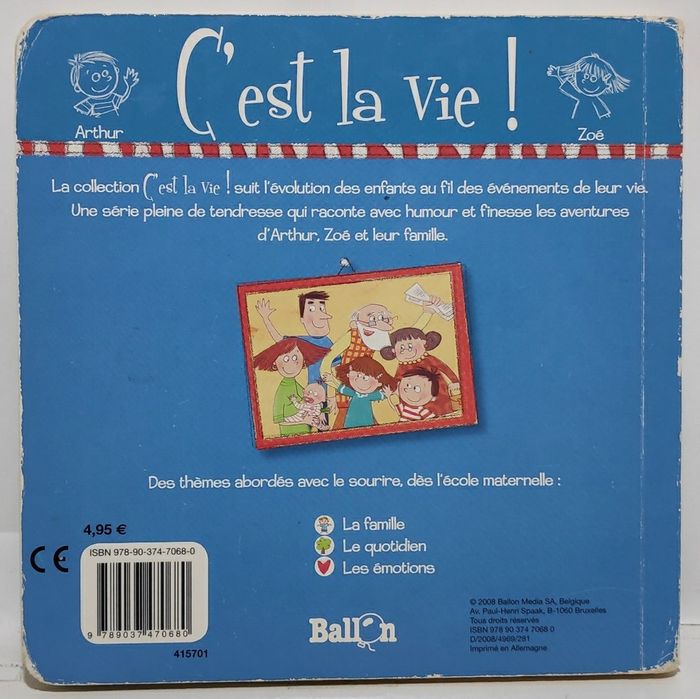 C'est la vie !
Arthur
Zoé
La collection C'est la vie ! suit l'évolution des enfants au fil des événements de leur vie.
Une série pleine de tendresse qui raconte avec humour et finesse les aventures
d'Arthur, Zoé et leur famille.
Des thèmes abordés avec le sourire, dès l'école maternelle :
La famille
Le quotidien
Les émotions
4,95 €
CE
ISBN 978-90-374-7068-0
9 789037 470680
415701
Ballon
© 2008 Ballon Media SA, Belgique
Av. Paul-Henri Spaak, B-1060 Bruxelles
Tous droits réservés
ISBN 978 90 374 7068 0
D/2008/4969/281
Imprimé en Allemagne